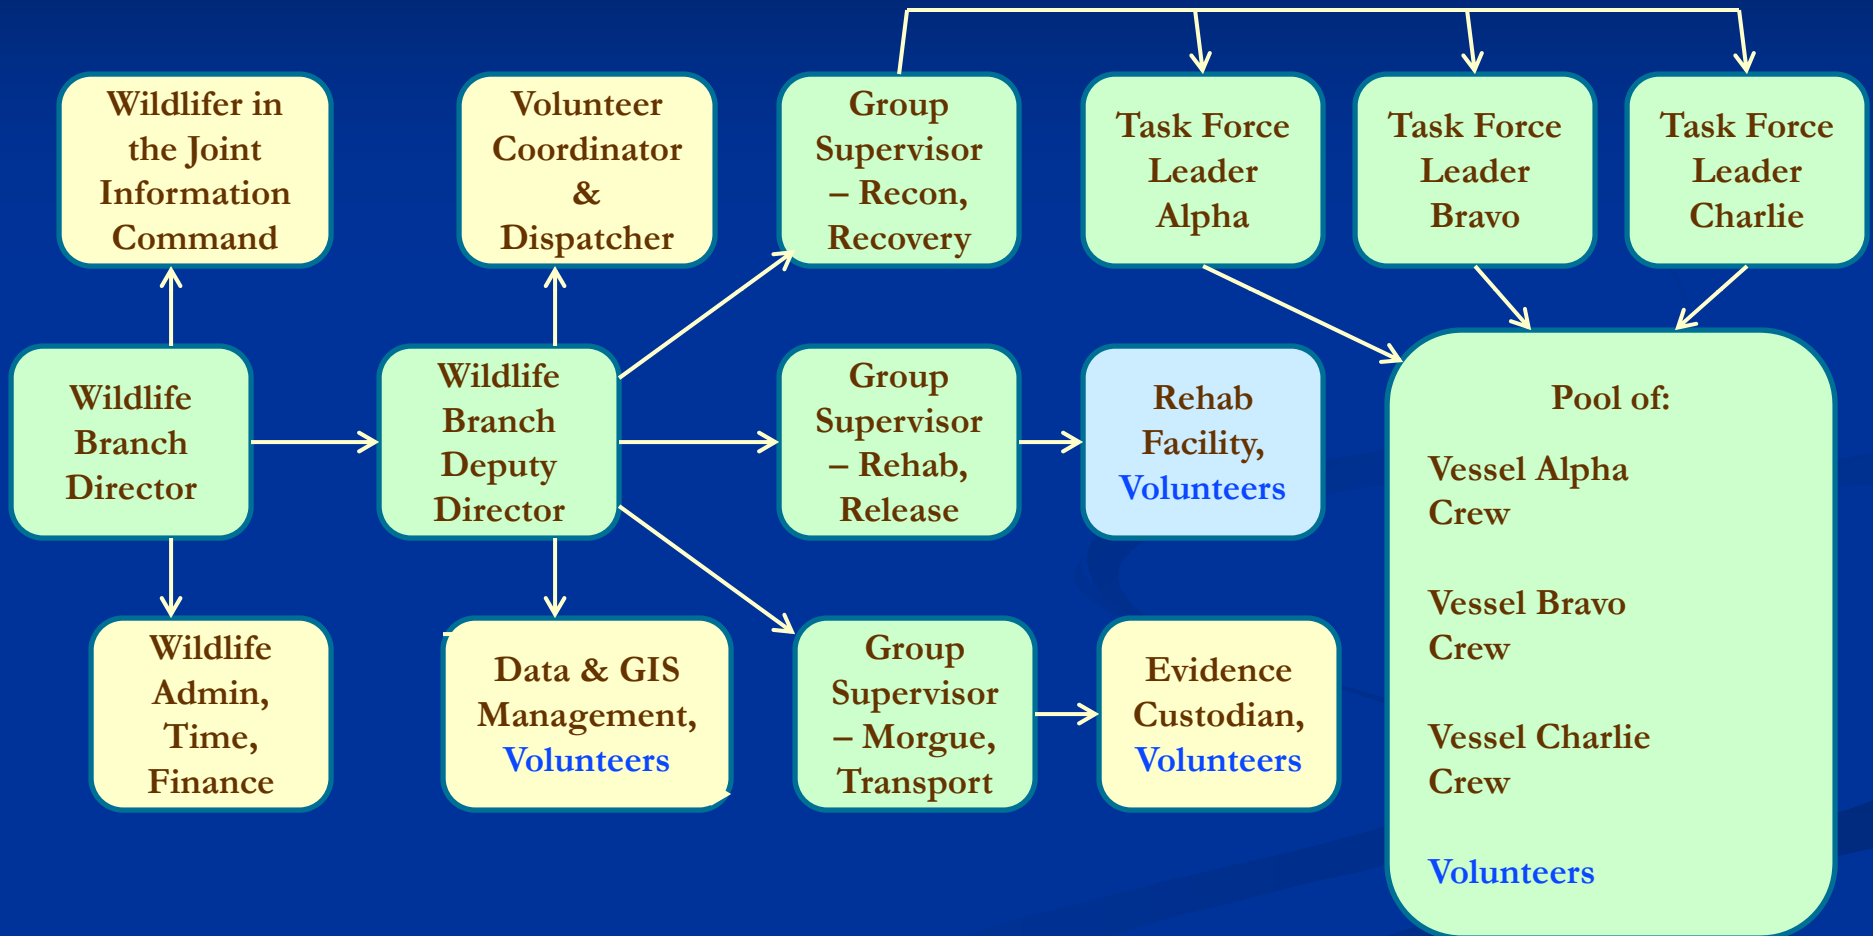 Wildlifer in
the Joint
Information
Command
Volunteer
Coordinator
&
Dispatcher
Group
Supervisor
– Recon,
Recovery
Task Force
Leader
Alpha
Task Force
Leader
Bravo
Task Force
Leader
Charlie
Wildlife
Branch
Director
Wildlife
Branch
Deputy
Director
Group
Supervisor
– Rehab,
Release
Rehab
Facility,
Volunteers
Pool of:
Vessel Alpha
Crew
Vessel Bravo
Crew
Vessel Charlie
Crew
Volunteers
Wildlife
Admin,
Time,
Finance
Data & GIS
Management,
Volunteers
Group
Supervisor
– Morgue,
Transport
Evidence
Custodian,
Volunteers